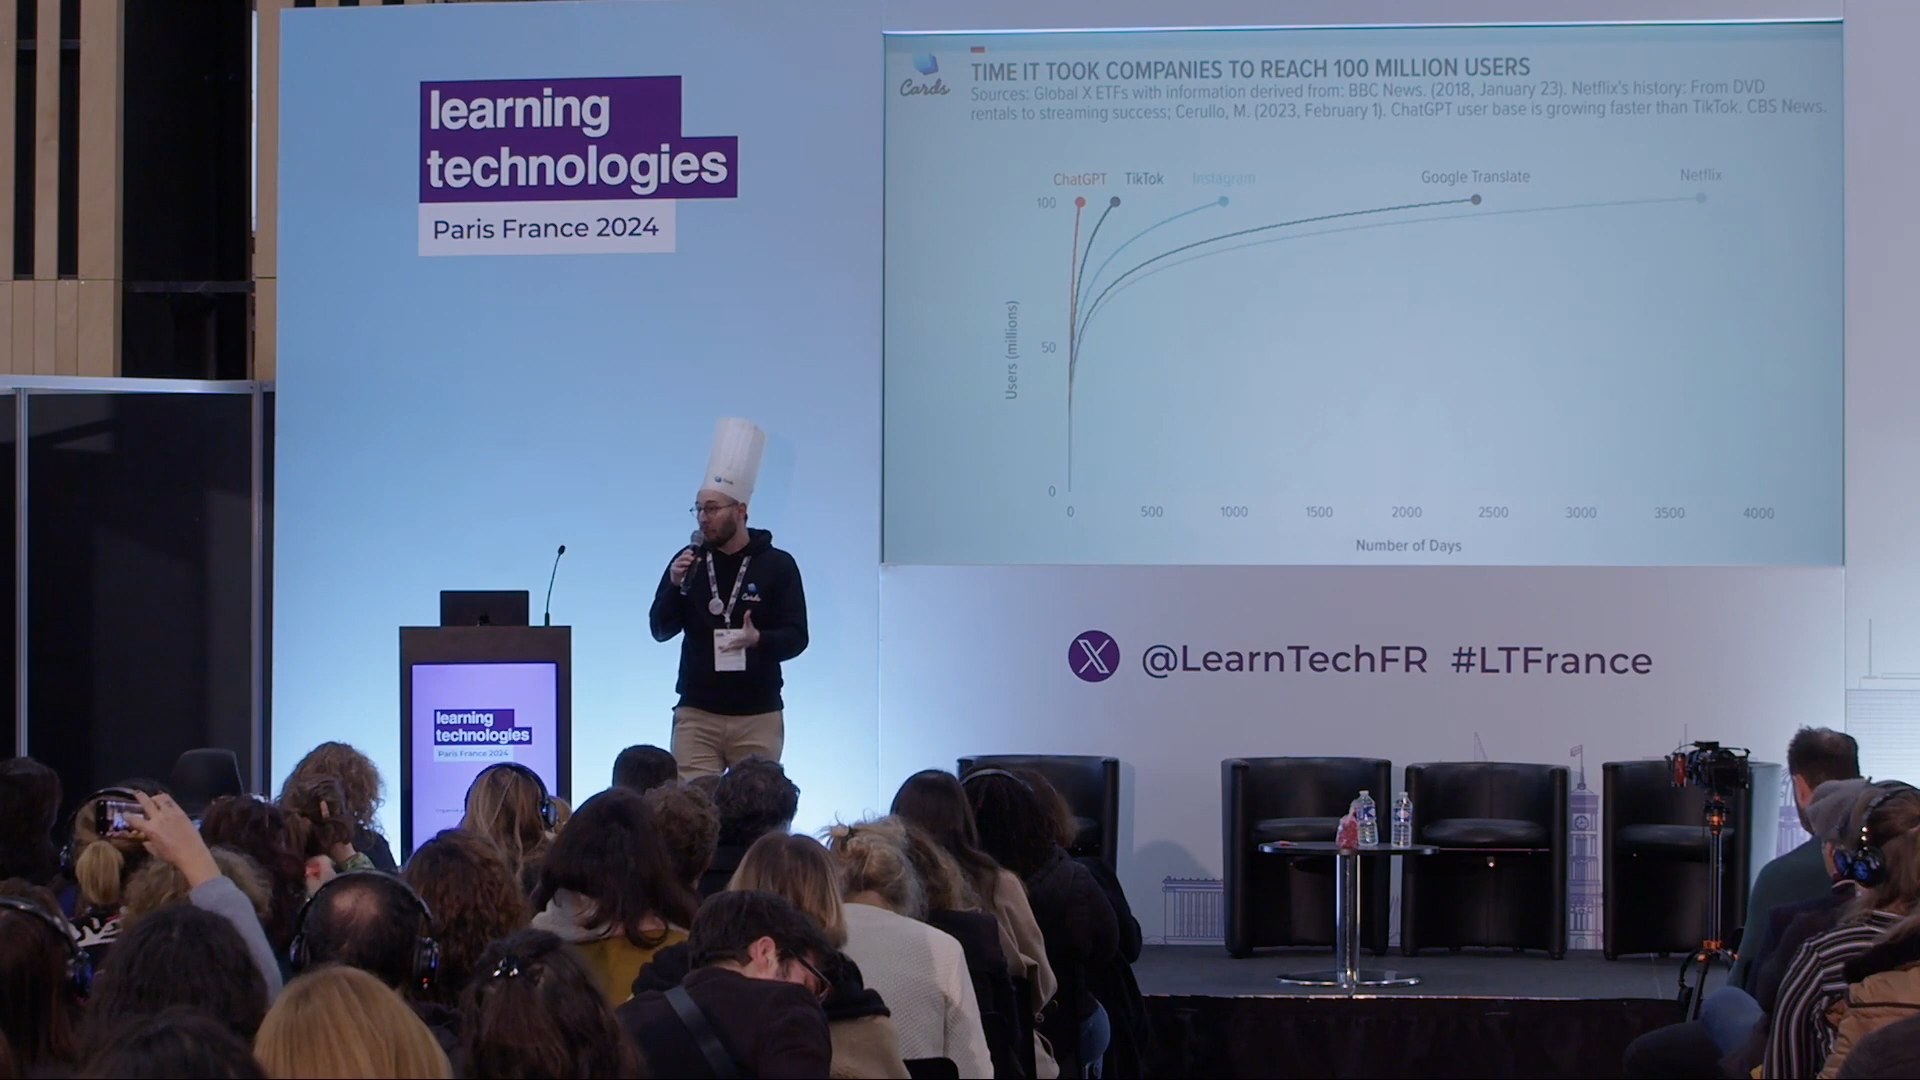 learning
technologies
Paris France 2024
Cards
TIME IT TOOK COMPANIES TO REACH 100 MILLION USERS
Sources: Global X ETFs with information derived from: BBC News. (2018, January 23). Netflix's history: From DVD
rentals to streaming success; Cerullo, M. (2023, February 1). ChatGPT user base is growing faster than TikTok. CBS News.
ChatGPT
TikTok
Instagram
Google Translate
Netflix
100
50
0
Users (millions)
0 500 1000 1500 2000 2500 3000 3500 4000
Number of Days
@LearnTechFR #LTFrance
Cards
learning
technologies
Paris France 2024